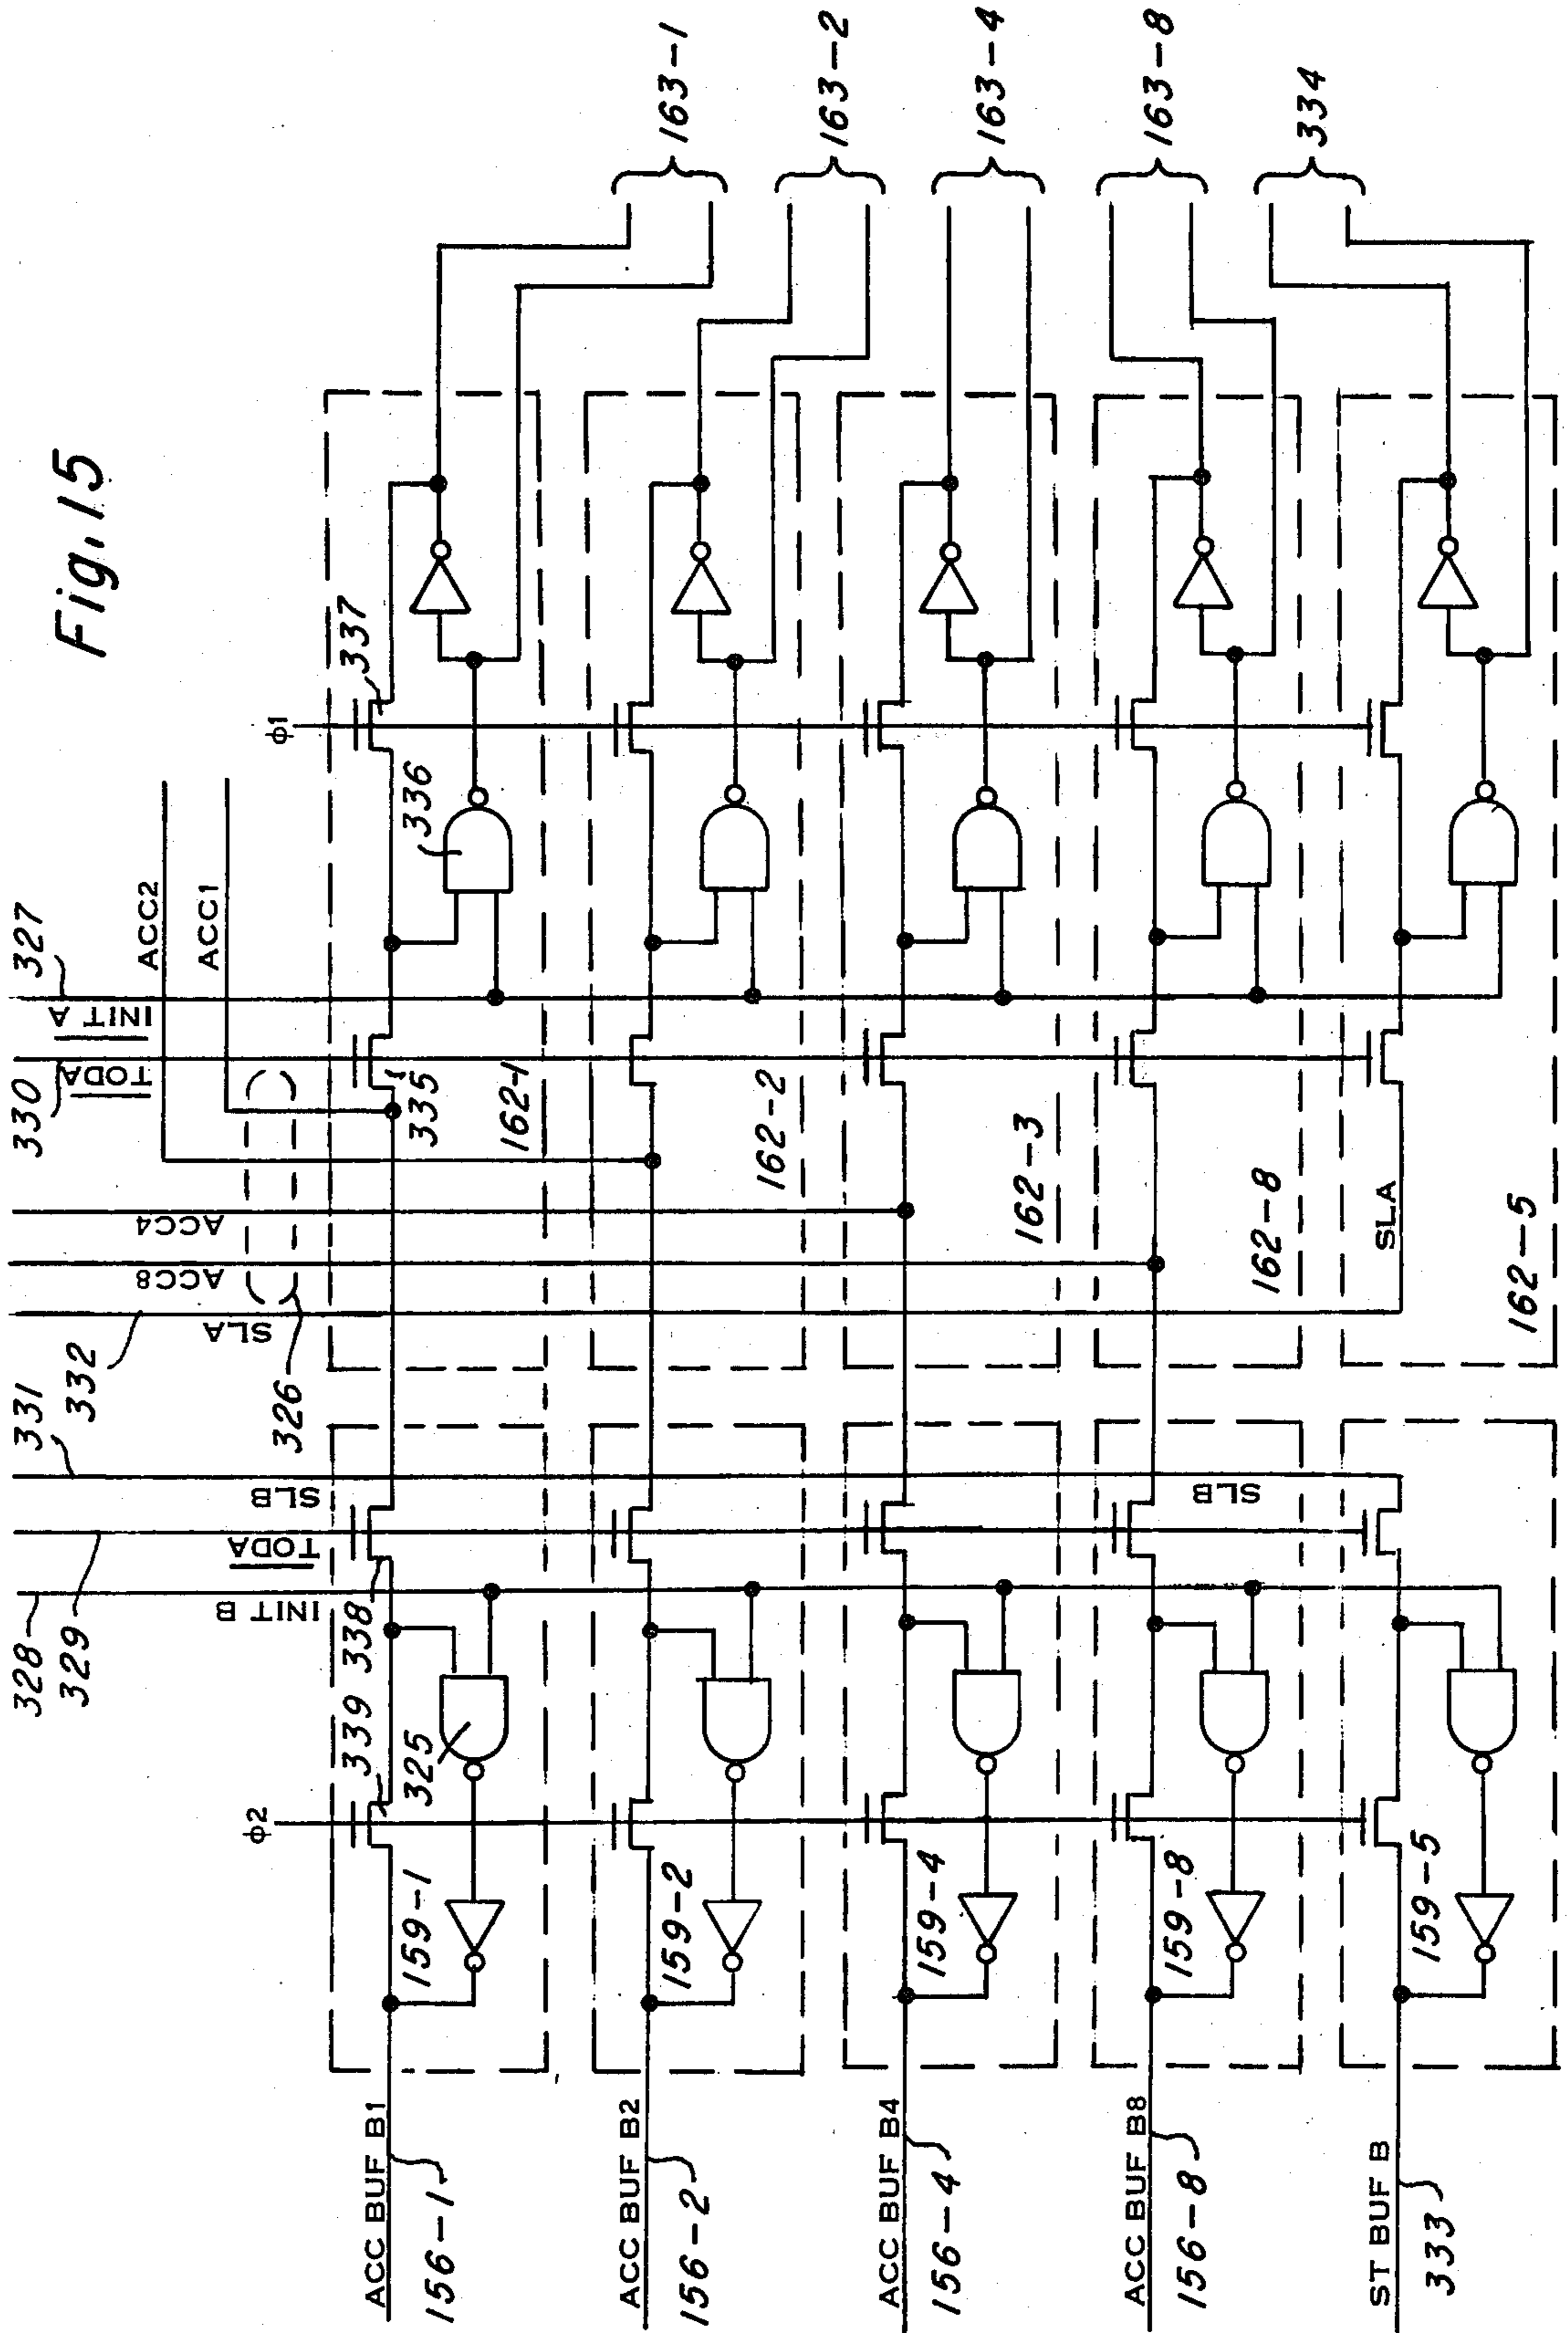 Fig. 15
328
329
331
332
330
327
INIT B
TODA
SLB
SLA
ACC8
ACC4
TODA
INIT A
ACC2
ACC1
326
φ2
φ1
339
338
325
335
336
337
159-1
162-1
163-1
ACC BUF B1
156-1
159-2
162-2
163-2
ACC BUF B2
156-2
159-4
162-3
163-4
ACC BUF B4
156-4
159-8
SLB
162-8
163-8
ACC BUF B8
156-8
159-5
SLA
162-5
334
ST BUF B
333